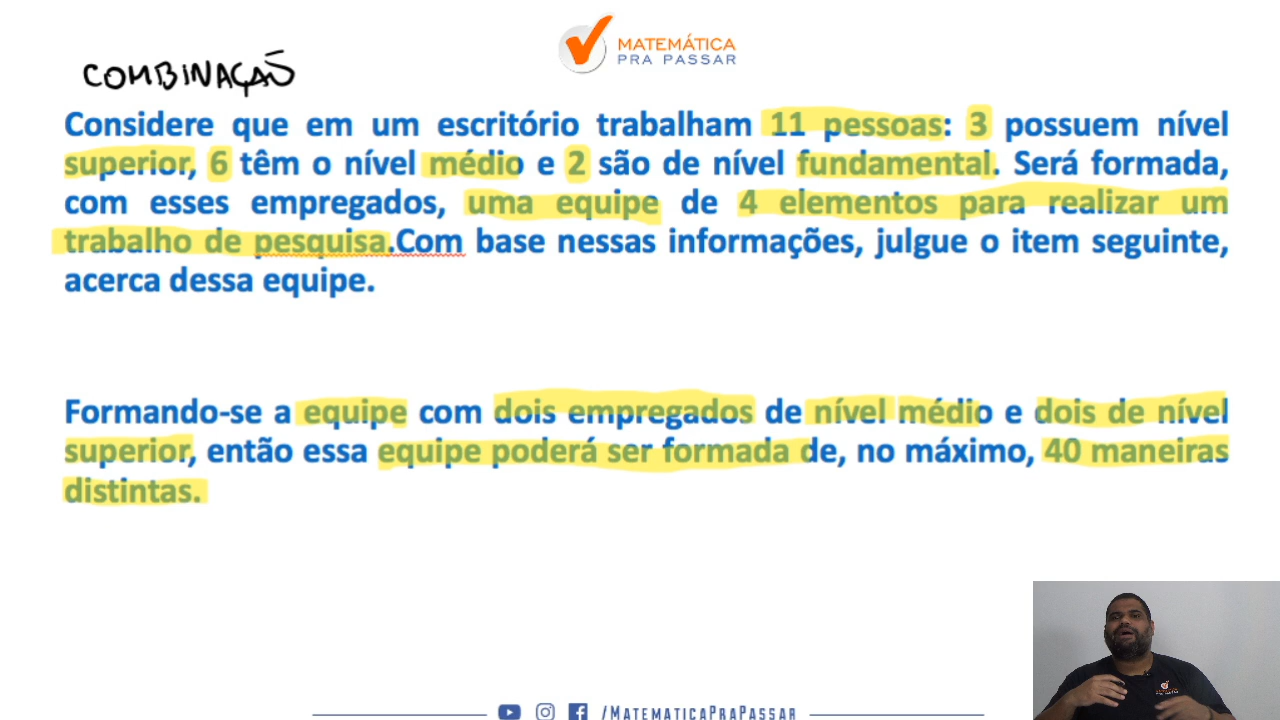 MATEMÁTICA
PRA PASSAR
COMBINAÇÃO
Considere que em um escritório trabalham 11 pessoas: 3 possuem nível
superior, 6 têm o nível médio e 2 são de nível fundamental. Será formada,
com esses empregados, uma equipe de 4 elementos para realizar um
trabalho de pesquisa.Com base nessas informações, julgue o item seguinte,
acerca dessa equipe.
Formando-se a equipe com dois empregados de nível médio e dois de nível
superior, então essa equipe poderá ser formada de, no máximo, 40 maneiras
distintas.
/MATEMATICAPRAPASSAR